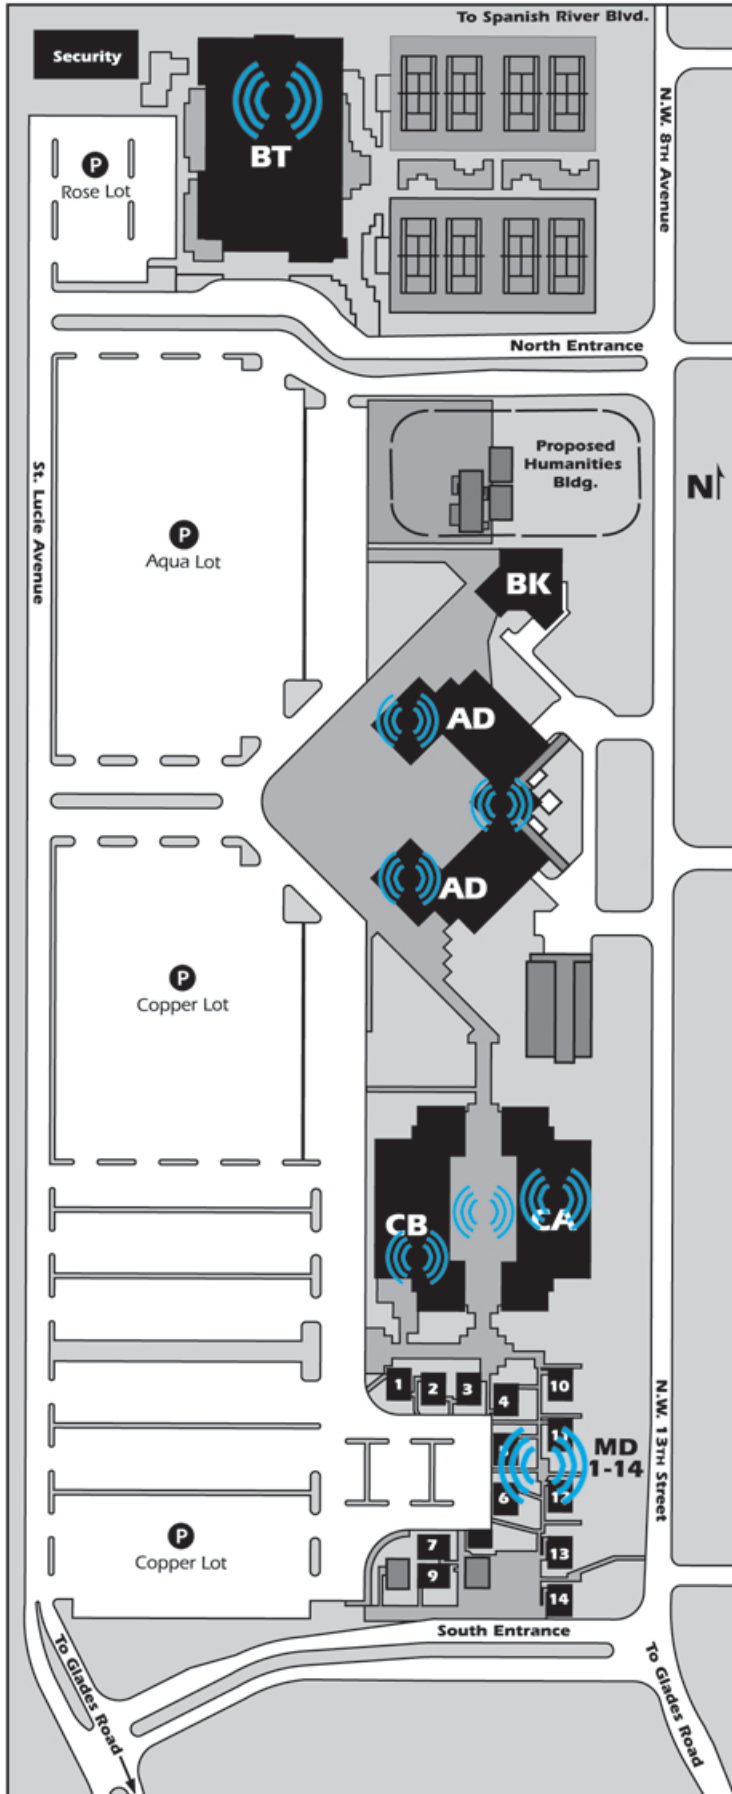 To Spanish River Blvd.
Security
BT
P
Rose Lot
N.W. 8TH Avenue
North Entrance
Proposed
Humanities
Bldg.
N
St. Lucie Avenue
P
Aqua Lot
BK
AD
AD
P
Copper Lot
CB
CA
1
2
3
4
10
11
MD
1-14
N.W. 13TH Street
6
12
P
Copper Lot
7
9
13
14
South Entrance
To Glades Road
To Glades Road